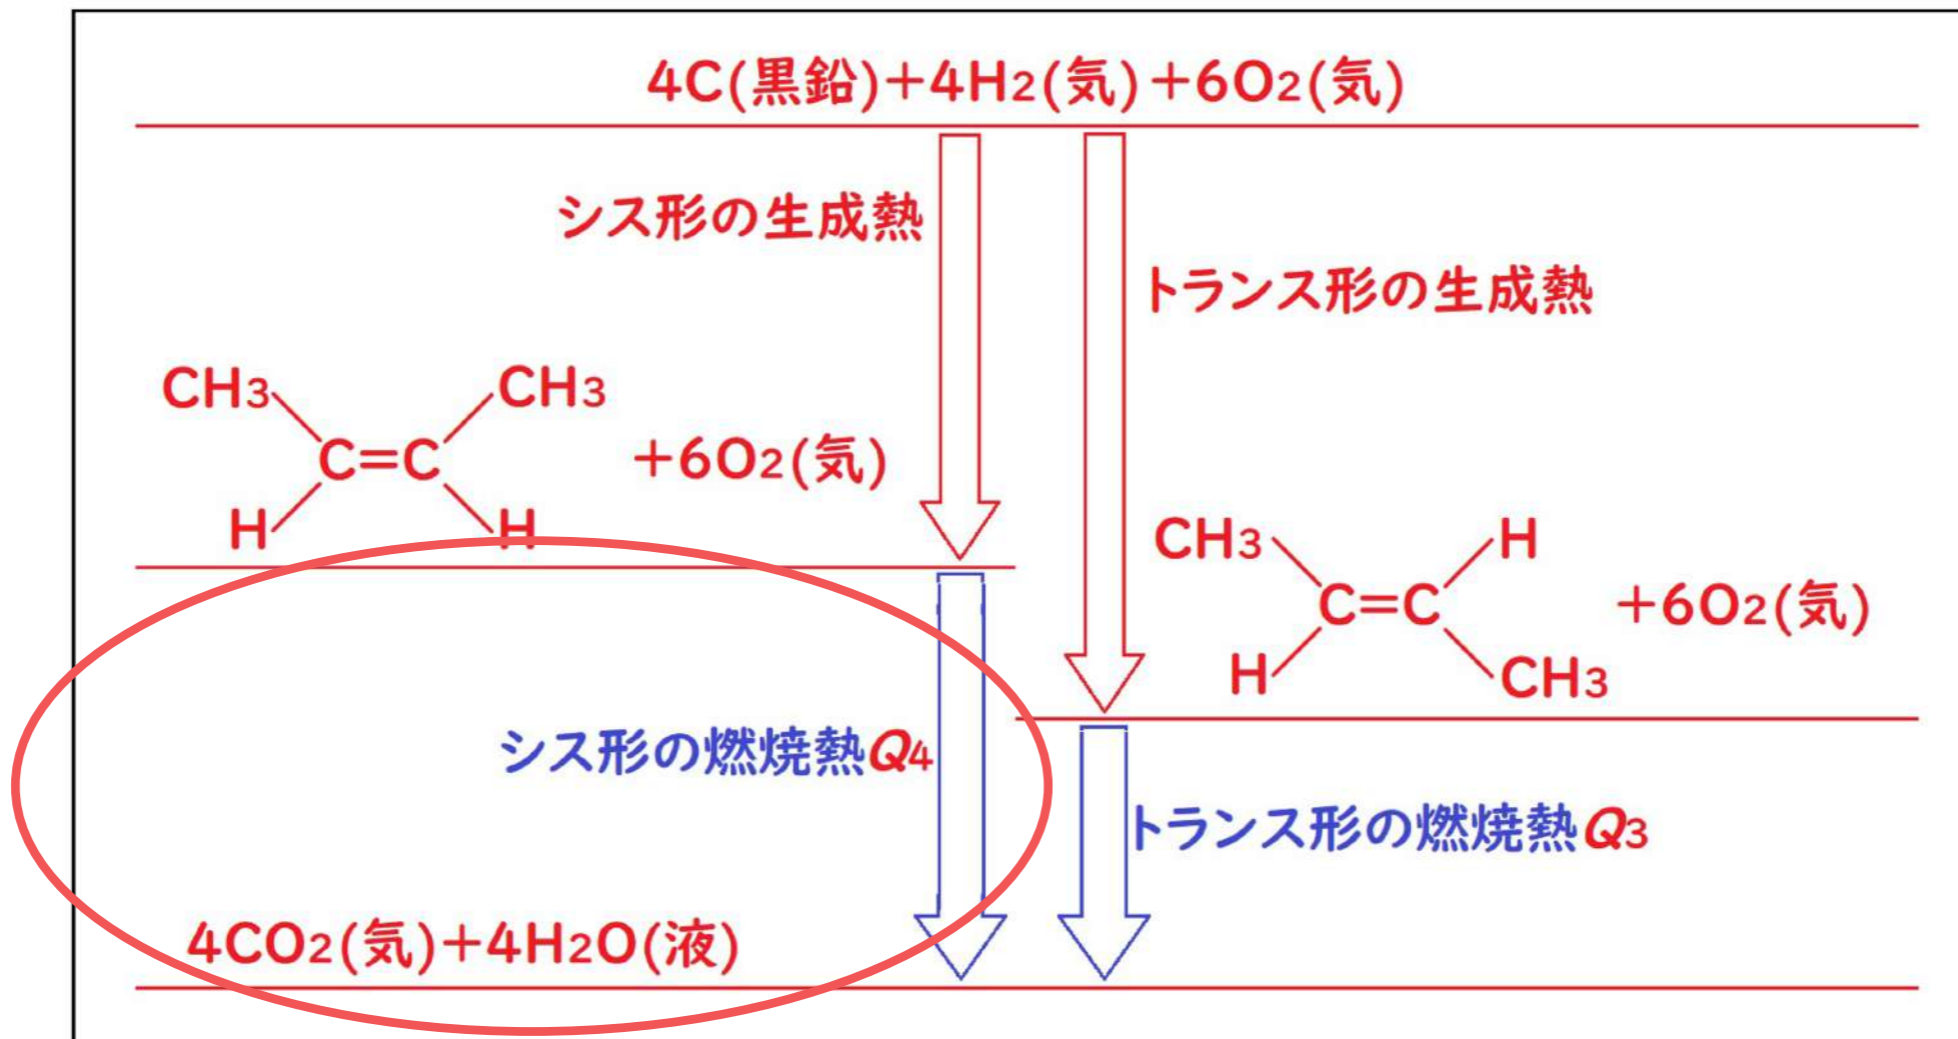 4C(黒鉛)+4H2(気)+6O2(気)
シス形の生成熱
トランス形の生成熱
CH3 CH3
C=C +6O2(気)
H H
CH3 H
C=C +6O2(気)
H CH3
シス形の燃焼熱Q4
トランス形の燃焼熱Q3
4CO2(気)+4H2O(液)